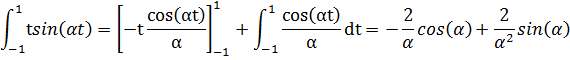 ∫_{-1}^{1} tsin(αt) = [−t cos(αt)/α]_{-1}^{1} + ∫_{-1}^{1} cos(αt)/α dt = −2/α cos(α) + 2/α² sin(α)